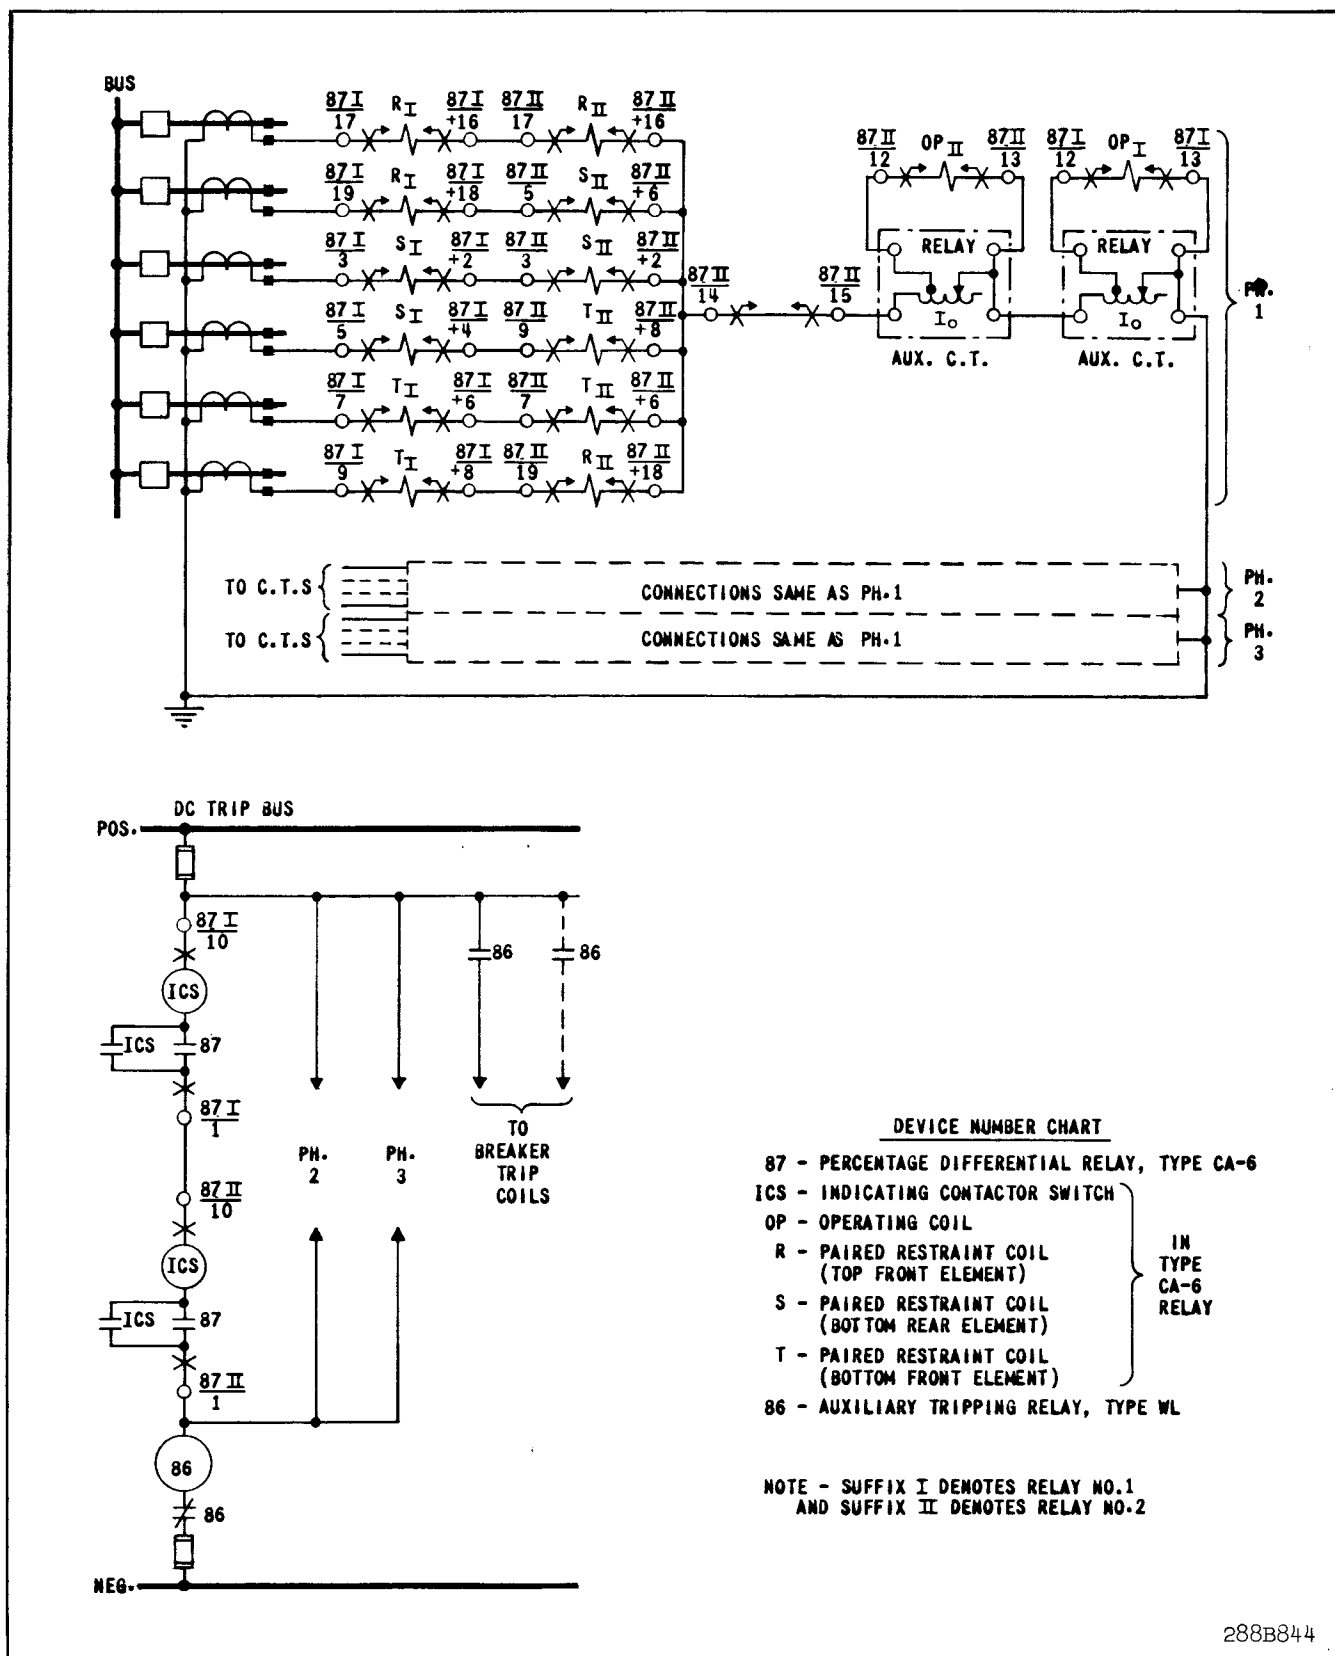 BUS
87 I R I 87 I 87 II R II 87 II
17 +16 17 +16
87 I R I 87 I 87 II S II 87 II
19 +18 5 +6
87 I S I 87 I 87 II S II 87 II
3 +2 3 +2
87 I S I 87 I 87 II T II 87 II
5 +4 9 +8
87 I T I 87 I 87 II T II 87 II
7 +6 7 +6
87 I T I 87 I 87 II R II 87 II
9 +8 19 +18
87 II 87 II
14 15
87 II OP II 87 II 87 I OP I 87 I
12 13 12 13
RELAY RELAY
Io Io
AUX. C.T. AUX. C.T.
PH.
1
TO C.T.S CONNECTIONS SAME AS PH.1 PH.
2
TO C.T.S CONNECTIONS SAME AS PH.1 PH.
3
DC TRIP BUS
POS.
87 I
10
ICS
ICS 87
87 I
1
87 II
10
ICS
ICS 87
87 II
1
86
86
NEG.
PH.
2
PH.
3
86 86
TO
BREAKER
TRIP
COILS
DEVICE NUMBER CHART
87 - PERCENTAGE DIFFERENTIAL RELAY, TYPE CA-6
ICS - INDICATING CONTACTOR SWITCH
OP - OPERATING COIL
R - PAIRED RESTRAINT COIL
(TOP FRONT ELEMENT)
S - PAIRED RESTRAINT COIL
(BOTTOM REAR ELEMENT)
T - PAIRED RESTRAINT COIL
(BOTTOM FRONT ELEMENT)
IN
TYPE
CA-6
RELAY
86 - AUXILIARY TRIPPING RELAY, TYPE WL
NOTE - SUFFIX I DENOTES RELAY NO.1
AND SUFFIX II DENOTES RELAY NO.2
288B844